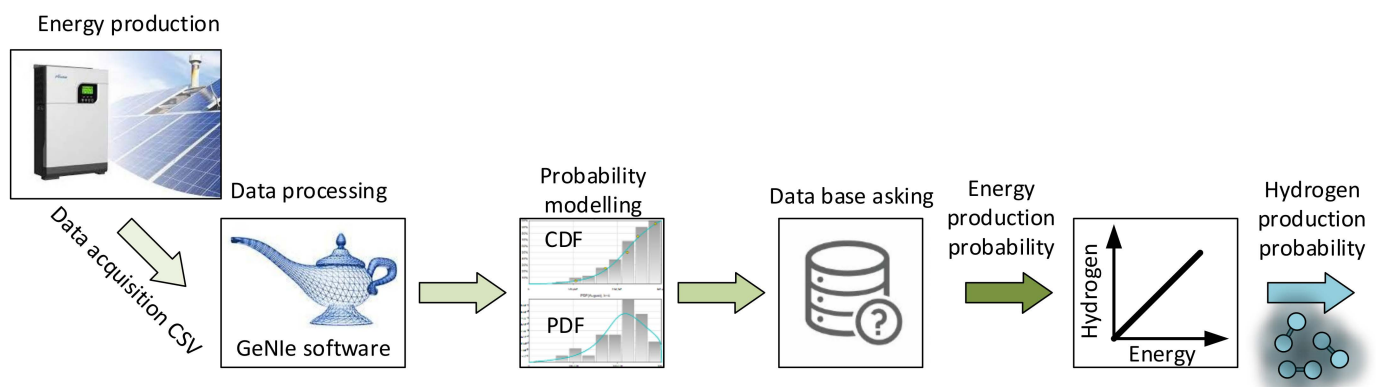 Energy production
Data acquisition CSV
Data processing
GeNIe software
Probability
modelling
CDF
PDF
Data base asking
?
Energy
production
probability
Hydrogen
Energy
Hydrogen
production
probability